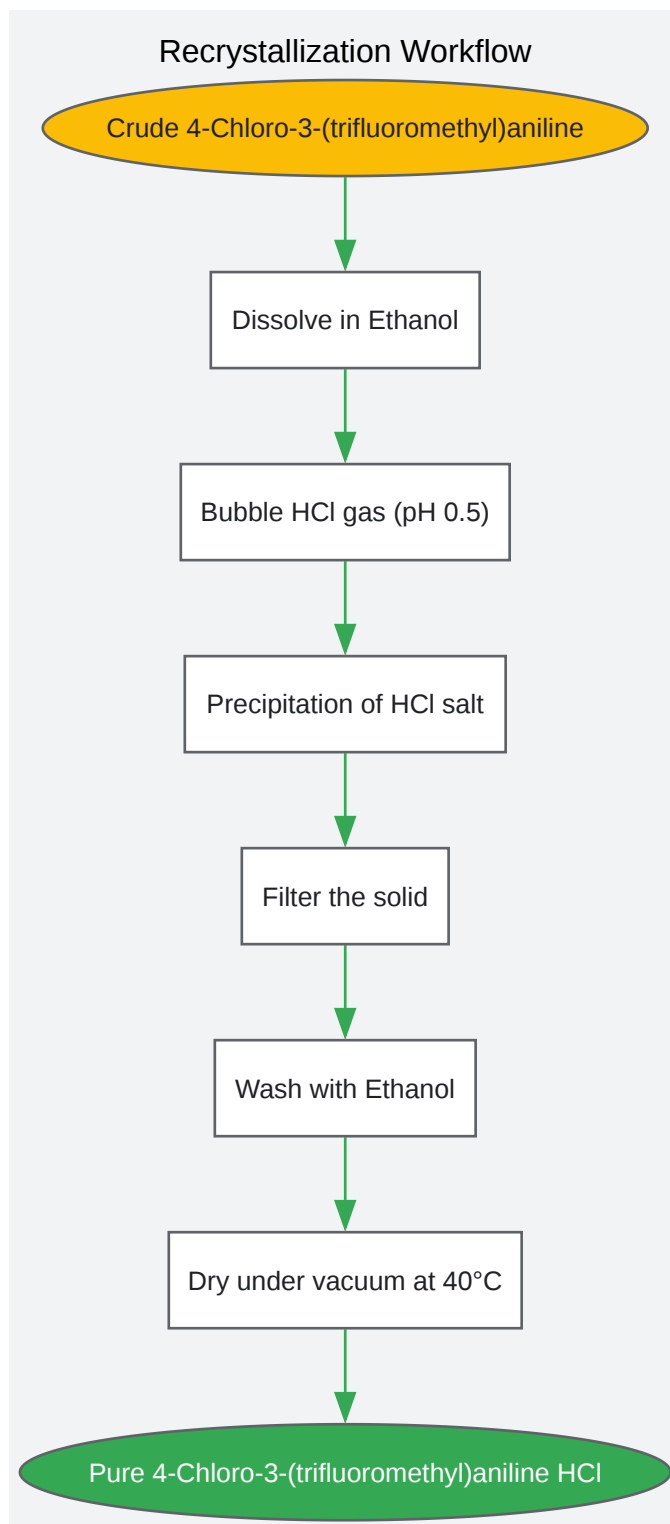 Recrystallization Workflow
Crude 4-Chloro-3-(trifluoromethyl)aniline
Dissolve in Ethanol
Bubble HCl gas (pH 0.5)
Precipitation of HCl salt
Filter the solid
Wash with Ethanol
Dry under vacuum at 40°C
Pure 4-Chloro-3-(trifluoromethyl)aniline HCl